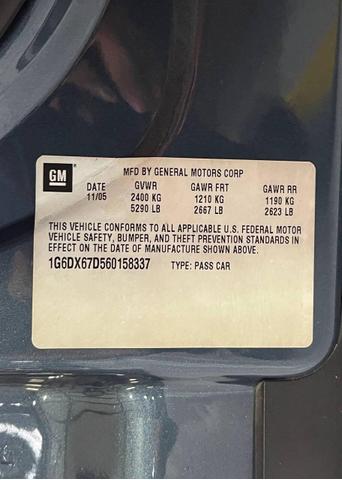 GM
MFD BY GENERAL MOTORS CORP
DATE GVWR GAWR FRT GAWR RR
11/05 2400 KG 1210 KG 1190 KG
5290 LB 2667 LB 2623 LB
THIS VEHICLE CONFORMS TO ALL APPLICABLE U.S. FEDERAL MOTOR
VEHICLE SAFETY, BUMPER, AND THEFT PREVENTION STANDARDS IN
EFFECT ON THE DATE OF MANUFACTURE SHOWN ABOVE.
1G6DX67D560158337 TYPE: PASS CAR